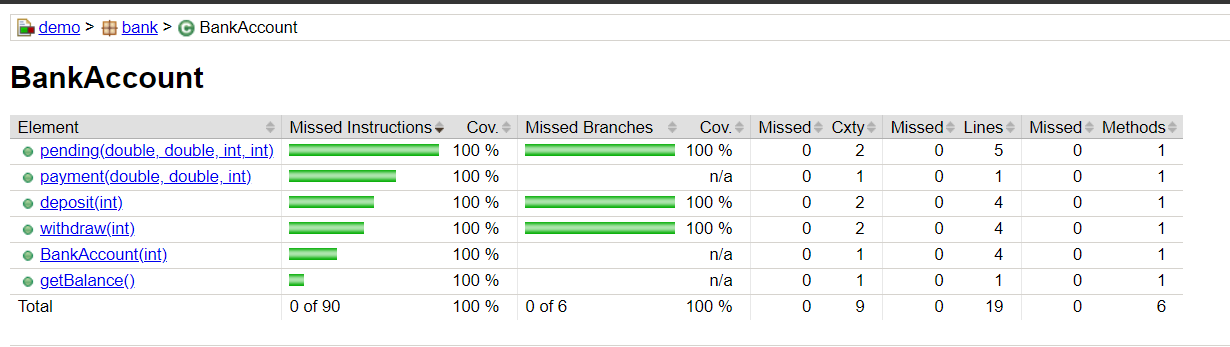 demo > bank > BankAccount
BankAccount
Element Missed Instructions Cov. Missed Branches Cov. Missed Cxty Missed Lines Missed Methods
pending(double, double, int, int) 100 % 100 % 0 2 0 5 0 1
payment(double, double, int) 100 % n/a 0 1 0 1 0 1
deposit(int) 100 % 100 % 0 2 0 4 0 1
withdraw(int) 100 % 100 % 0 2 0 4 0 1
BankAccount(int) 100 % n/a 0 1 0 4 0 1
getBalance() 100 % n/a 0 1 0 1 0 1
Total 0 of 90 100 % 0 of 6 100 % 0 9 0 19 0 6